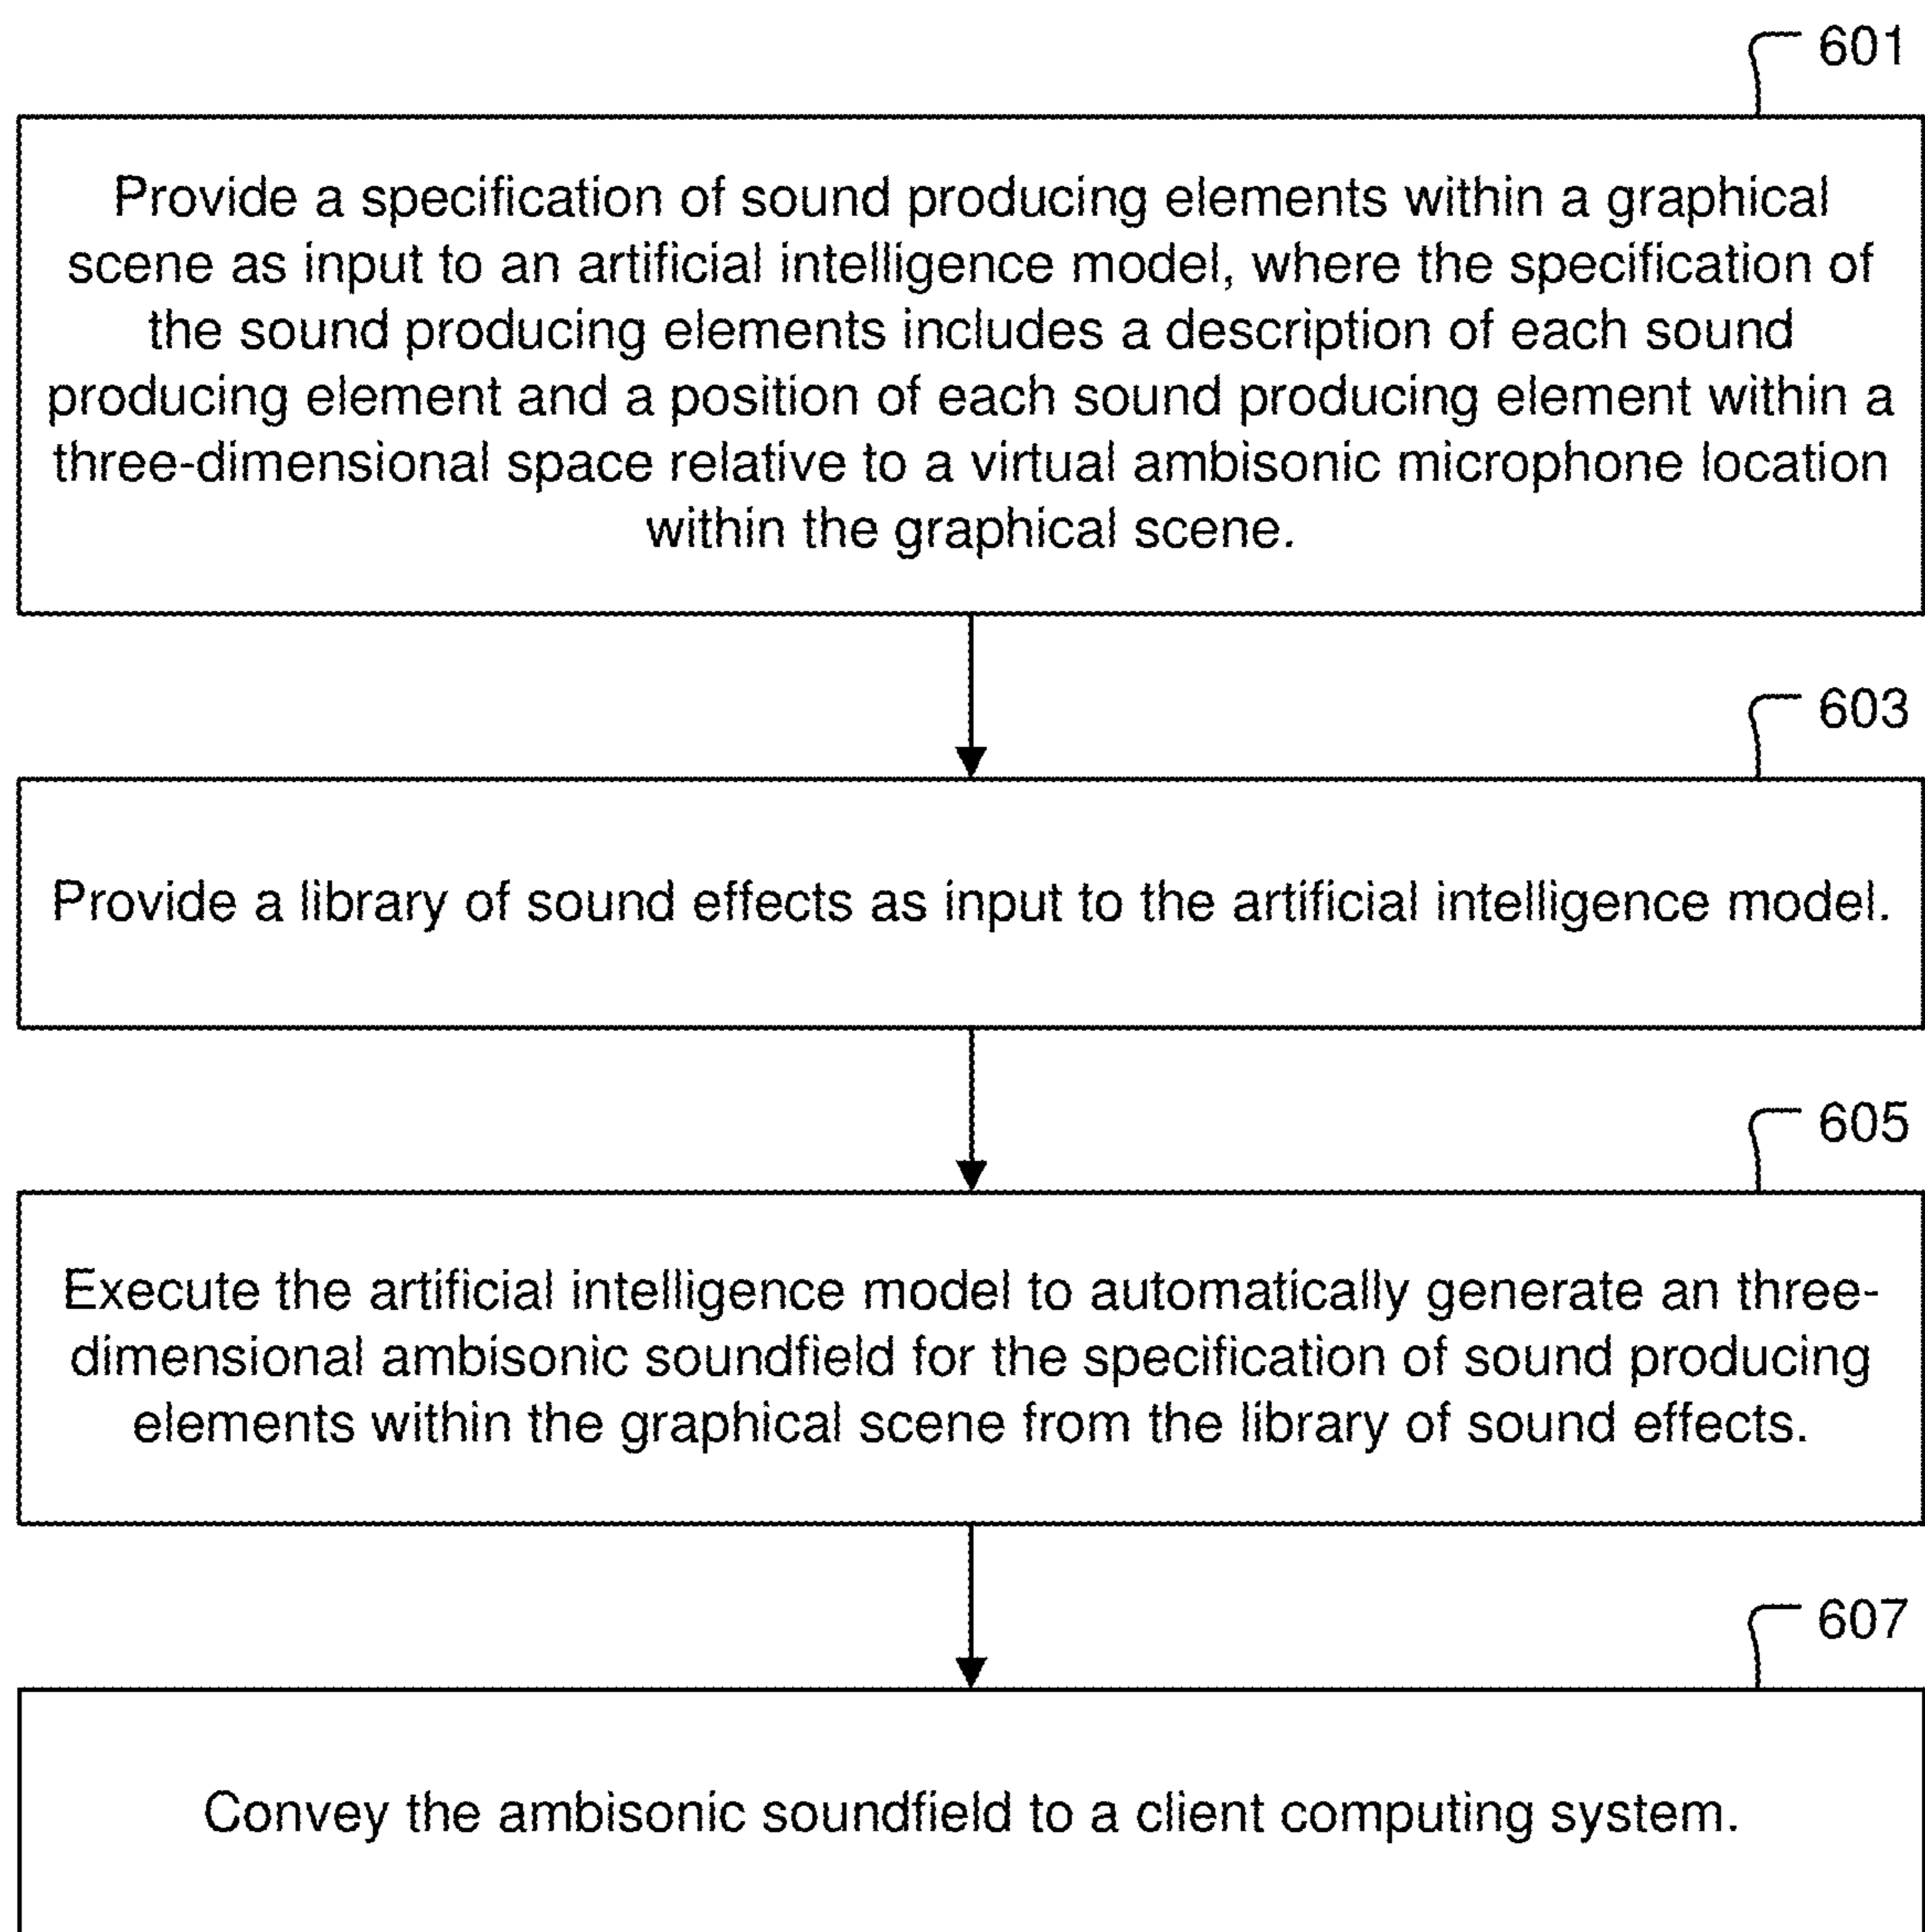 601
Provide a specification of sound producing elements within a graphical
scene as input to an artificial intelligence model, where the specification of
the sound producing elements includes a description of each sound
producing element and a position of each sound producing element within a
three-dimensional space relative to a virtual ambisonic microphone location
within the graphical scene.
603
Provide a library of sound effects as input to the artificial intelligence model.
605
Execute the artificial intelligence model to automatically generate an three-
dimensional ambisonic soundfield for the specification of sound producing
elements within the graphical scene from the library of sound effects.
607
Convey the ambisonic soundfield to a client computing system.